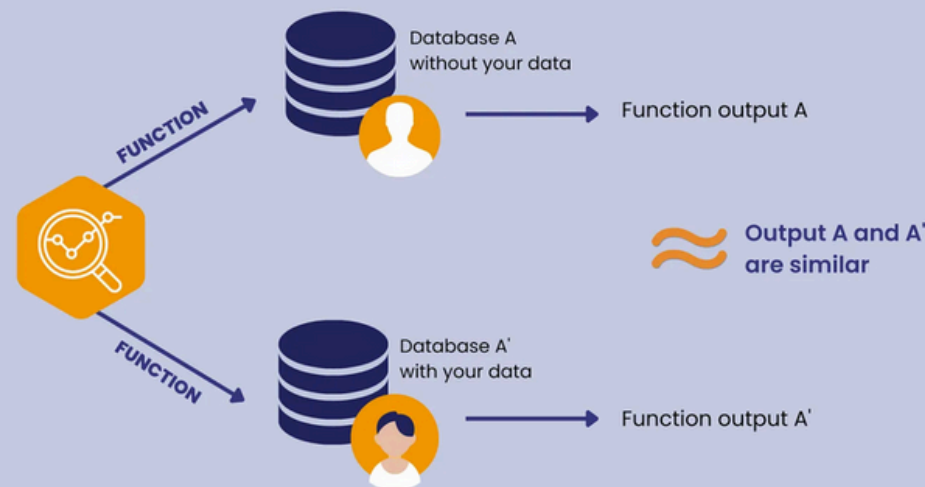 Database A
without your data
FUNCTION
Function output A
Output A and A'
are similar
FUNCTION
Database A'
with your data
Function output A'